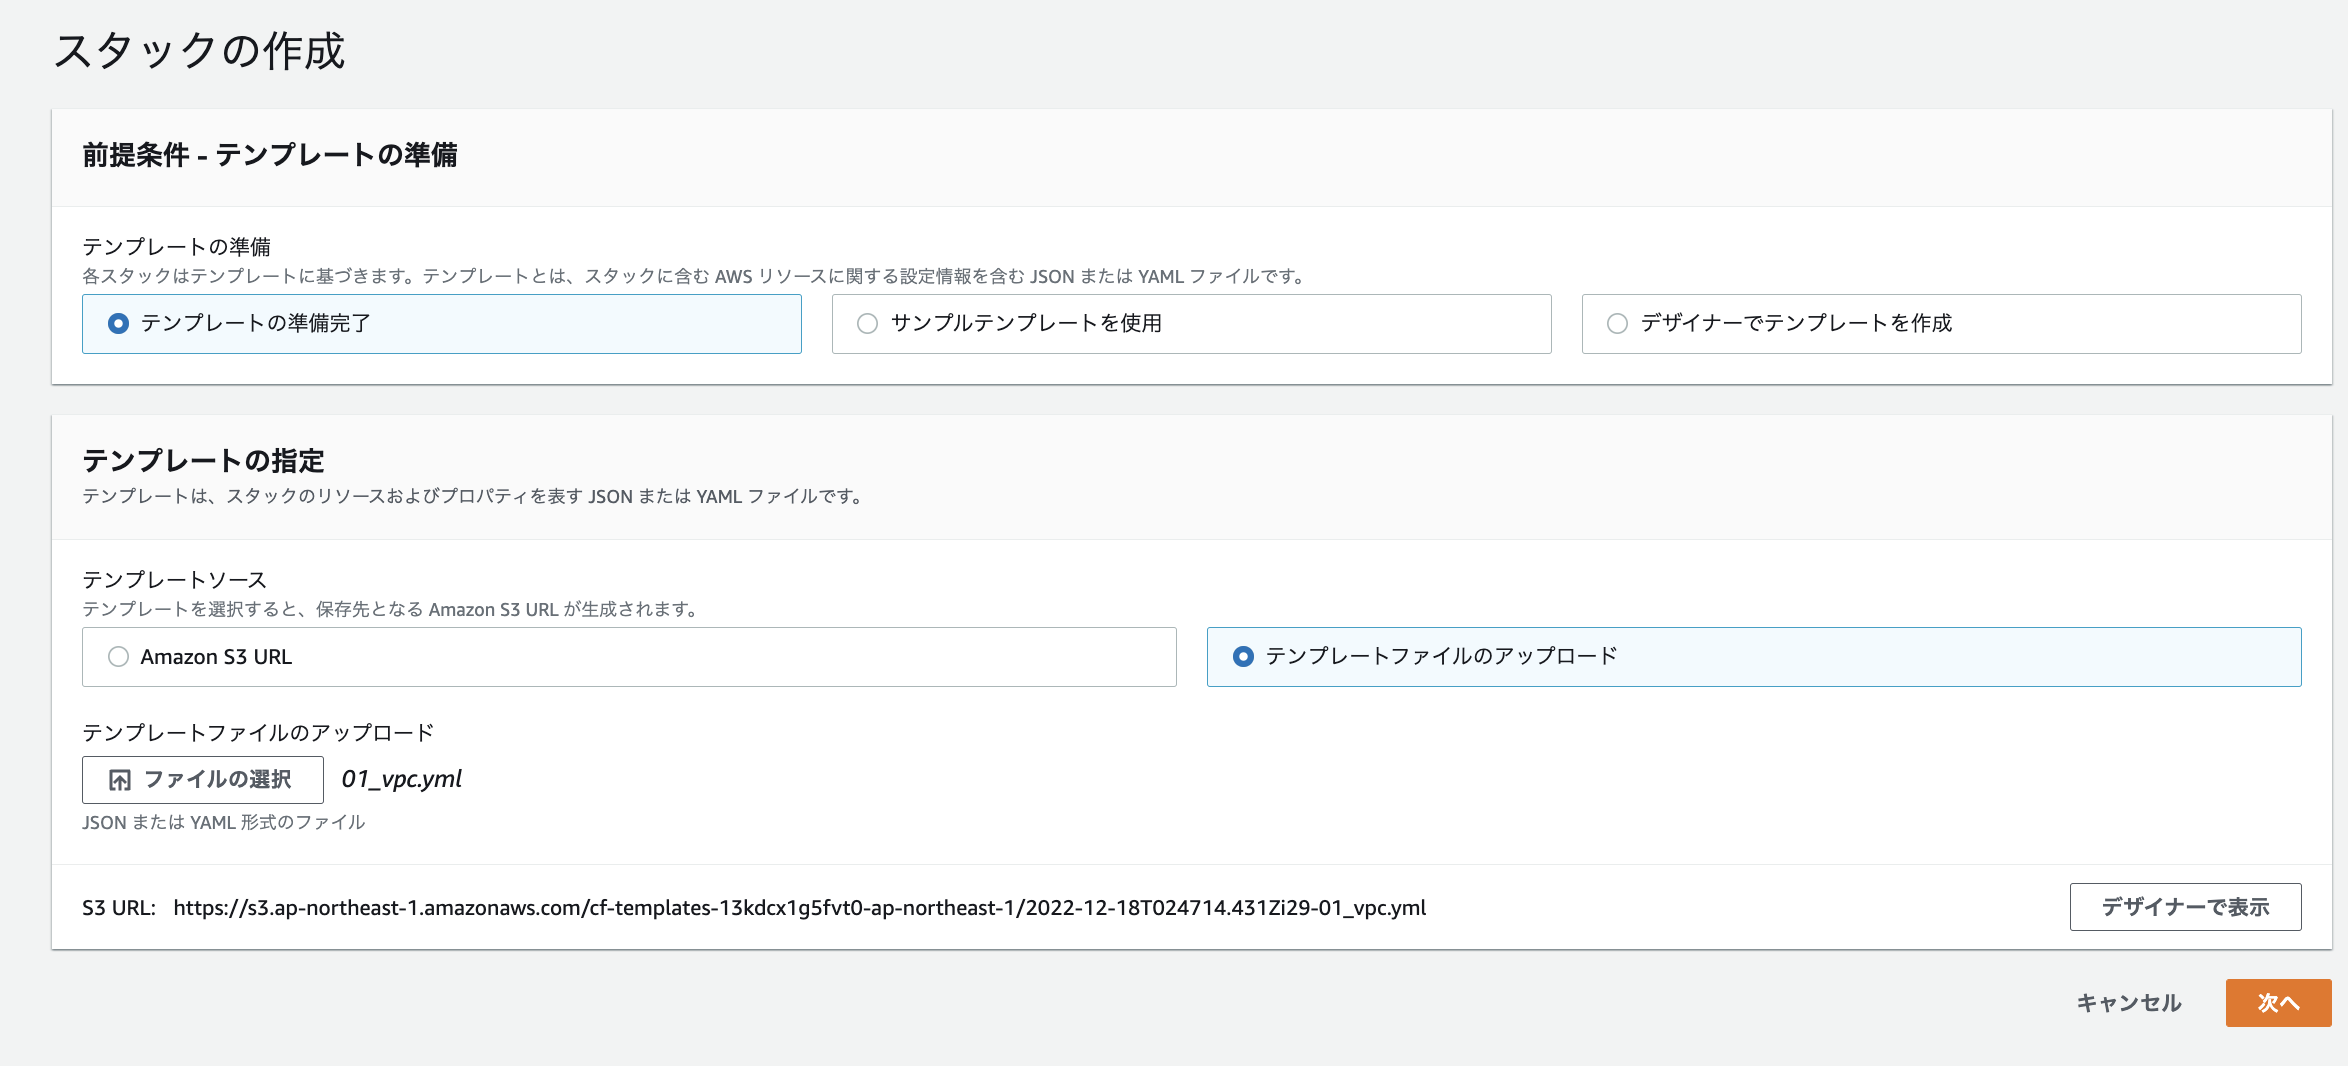 スタックの作成
前提条件 - テンプレートの準備
テンプレートの準備
各スタックはテンプレートに基づきます。テンプレートとは、スタックに含む AWS リソースに関する設定情報を含む JSON または YAML ファイルです。
テンプレートの準備完了
サンプルテンプレートを使用
デザイナーでテンプレートを作成
テンプレートの指定
テンプレートは、スタックのリソースおよびプロパティを表す JSON または YAML ファイルです。
テンプレートソース
テンプレートを選択すると、保存先となる Amazon S3 URL が生成されます。
Amazon S3 URL
テンプレートファイルのアップロード
テンプレートファイルのアップロード
ファイルの選択 01_vpc.yml
JSON または YAML 形式のファイル
S3 URL: https://s3.ap-northeast-1.amazonaws.com/cf-templates-13kdcx1g5fvt0-ap-northeast-1/2022-12-18T024714.431Zi29-01_vpc.yml
デザイナーで表示
キャンセル
次へ